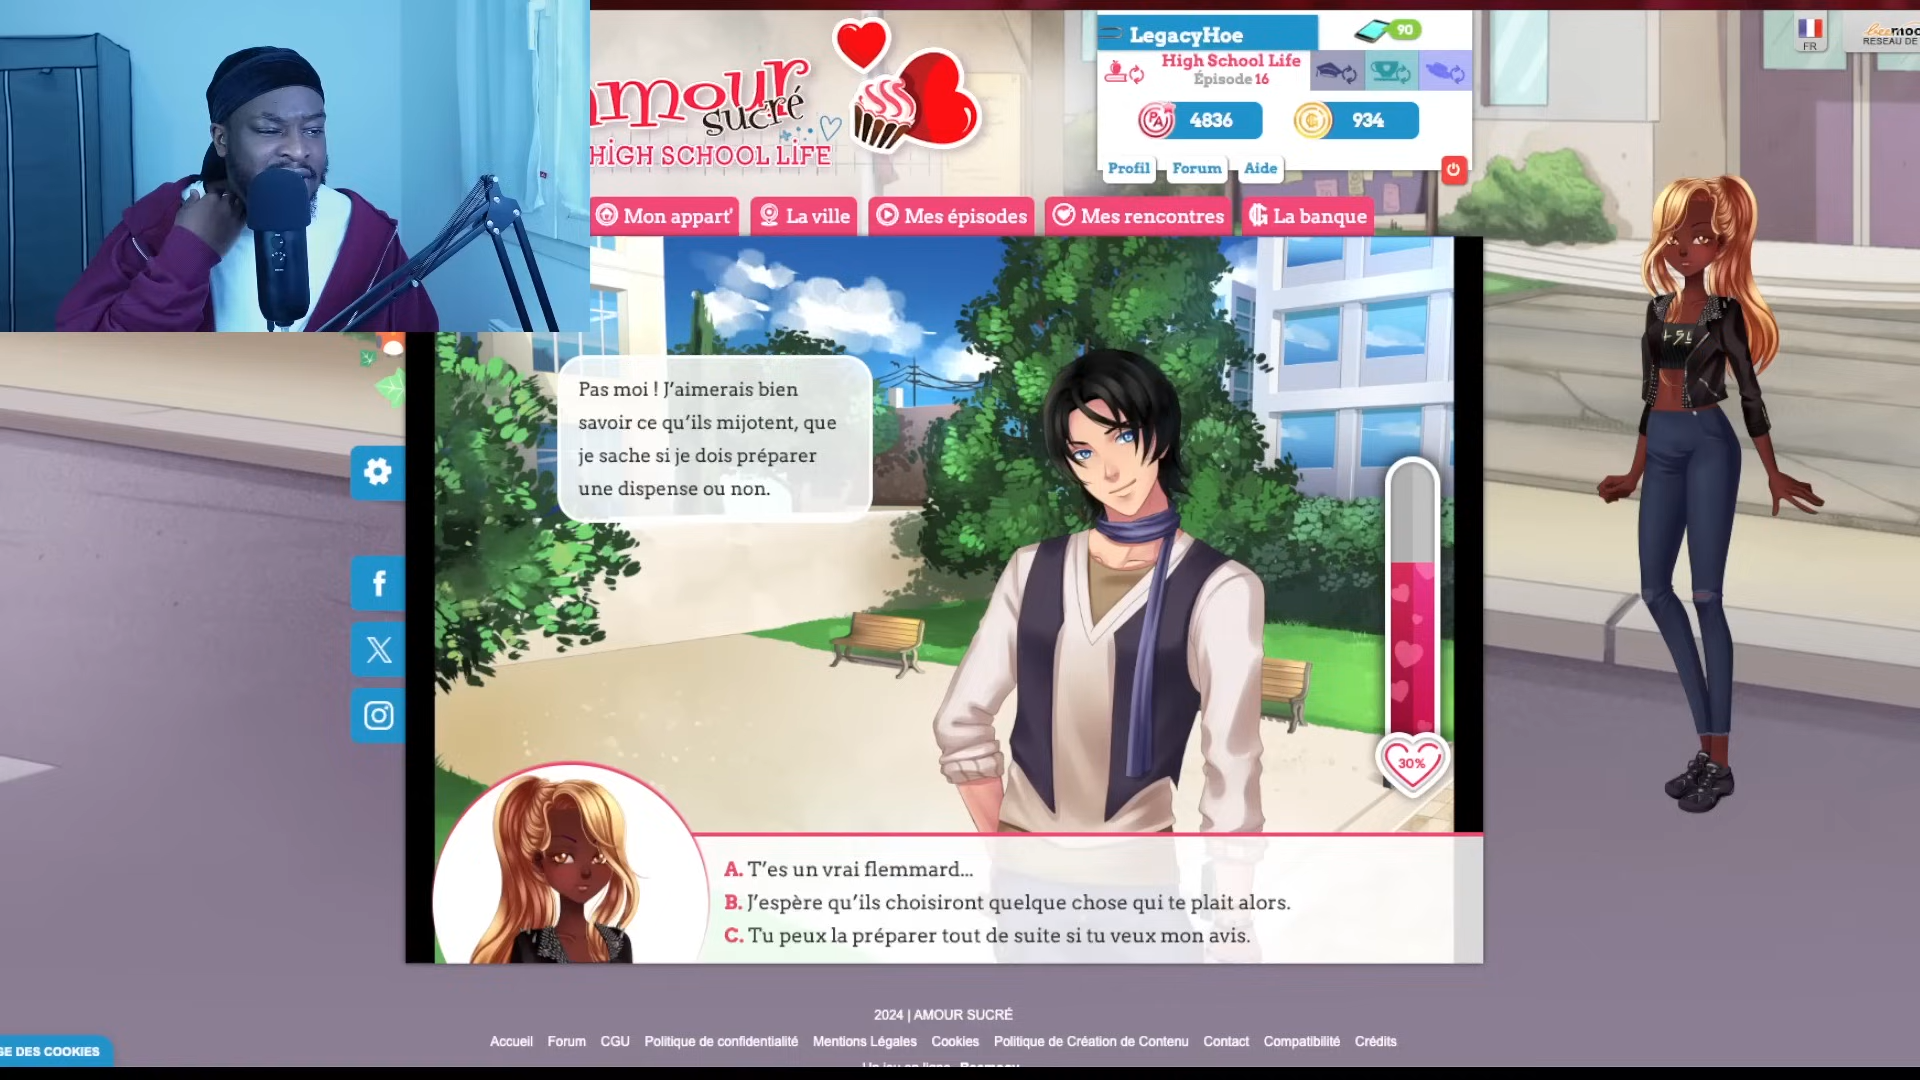 LegacyHoe
90
FR
RESEAU DE
amour
sucré
HIGH SCHOOL LIFE
High School Life
Épisode 16
PA
4836
934
Profil
Forum
Aide
Mon appart'
La ville
Mes épisodes
Mes rencontres
La banque
Pas moi ! J'aimerais bien
savoir ce qu'ils mijotent, que
je sache si je dois préparer
une dispense ou non.
30%
A. T'es un vrai flemmard...
B. J'espère qu'ils choisiront quelque chose qui te plait alors.
C. Tu peux la préparer tout de suite si tu veux mon avis.
2024 | AMOUR SUCRÉ
Accueil Forum CGU Politique de confidentialité Mentions Légales Cookies Politique de Création de Contenu Contact Compatibilité Crédits
GE DES COOKIES